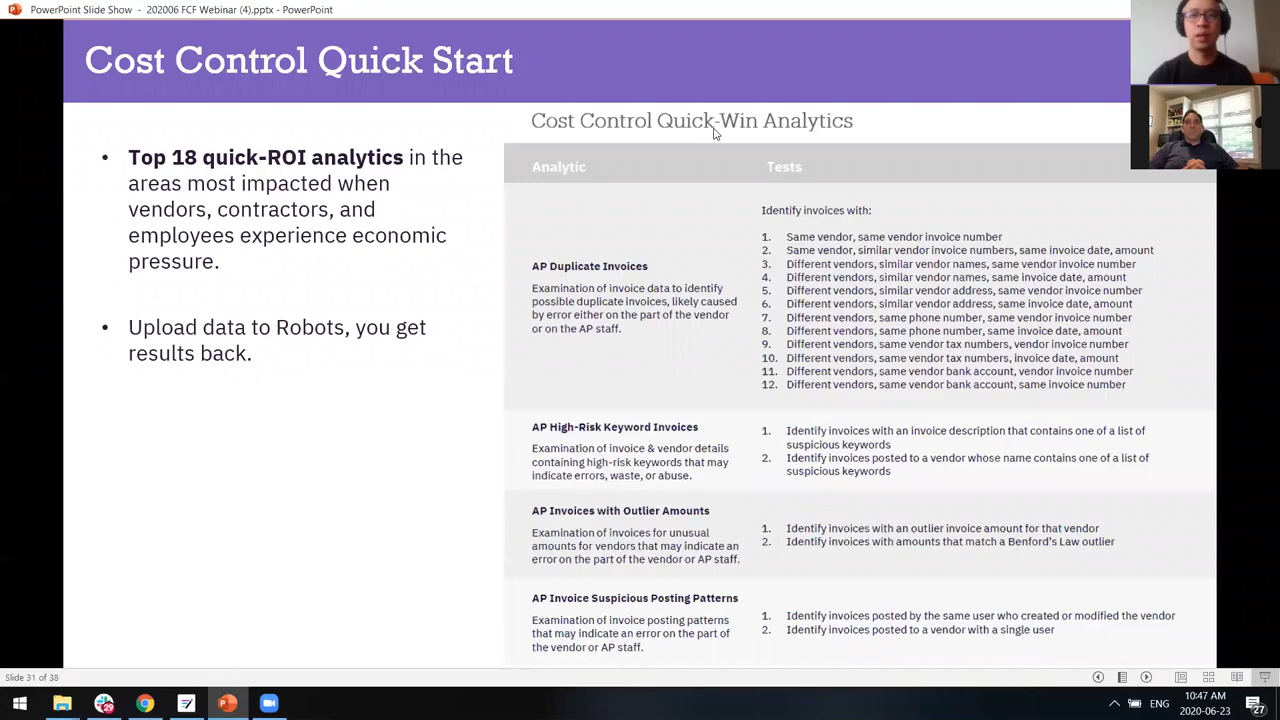 PowerPoint Slide Show - 202006 FCF Webinar (4).pptx - PowerPoint
Cost Control Quick Start
• Top 18 quick-ROI analytics in the
areas most impacted when
vendors, contractors, and
employees experience economic
pressure.
• Upload data to Robots, you get
results back.
Cost Control Quick-Win Analytics
Analytic
Tests
AP Duplicate Invoices
Examination of invoice data to identify
possible duplicate invoices, likely caused
by error either on the part of the vendor
or on the AP staff.
Identify invoices with:
1. Same vendor, same vendor invoice number
2. Same vendor, similar vendor invoice numbers, same invoice date, amount
3. Different vendors, similar vendor names, same vendor invoice number
4. Different vendors, similar vendor names, same invoice date, amount
5. Different vendors, similar vendor address, same vendor invoice number
6. Different vendors, similar vendor address, same invoice date, amount
7. Different vendors, same phone number, same vendor invoice number
8. Different vendors, same phone number, same invoice date, amount
9. Different vendors, same vendor tax numbers, vendor invoice number
10. Different vendors, same vendor tax numbers, invoice date, amount
11. Different vendors, same vendor bank account, vendor invoice number
12. Different vendors, same vendor bank account, same invoice number
AP High-Risk Keyword Invoices
Examination of invoice & vendor details
containing high-risk keywords that may
indicate errors, waste, or abuse.
1. Identify invoices with an invoice description that contains one of a list of
suspicious keywords
2. Identify invoices posted to a vendor whose name contains one of a list of
suspicious keywords
AP Invoices with Outlier Amounts
Examination of invoices for unusual
amounts for vendors that may indicate an
error on the part of the vendor or AP staff.
1. Identify invoices with an outlier invoice amount for that vendor
2. Identify invoices with amounts that match a Benford's Law outlier
AP Invoice Suspicious Posting Patterns
Examination of invoice posting patterns
that may indicate an error on the part of
the vendor or AP staff.
1. Identify invoices posted by the same user who created or modified the vendor
2. Identify invoices posted to a vendor with a single user
Slide 31 of 38
29
ENG
10:47 AM
2020-06-23
27